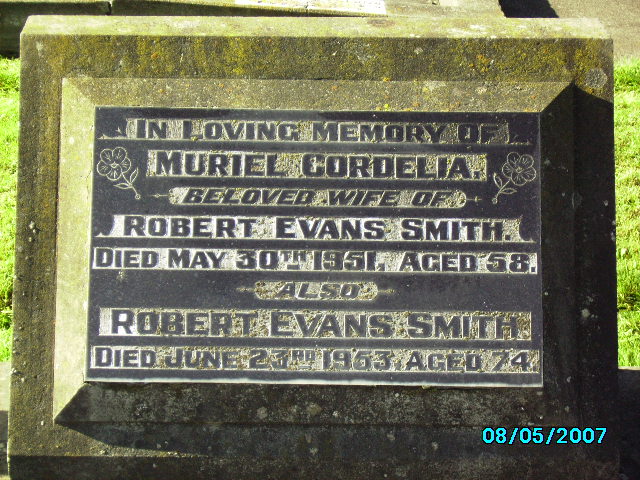 IN LOVING MEMORY OF
MURIEL CORDELIA.
BELOVED WIFE OF
ROBERT EVANS SMITH.
DIED MAY 30TH 1951, AGED 58.
ALSO
ROBERT EVANS SMITH
DIED JUNE 23RD 1963, AGED 74.
08/05/2007